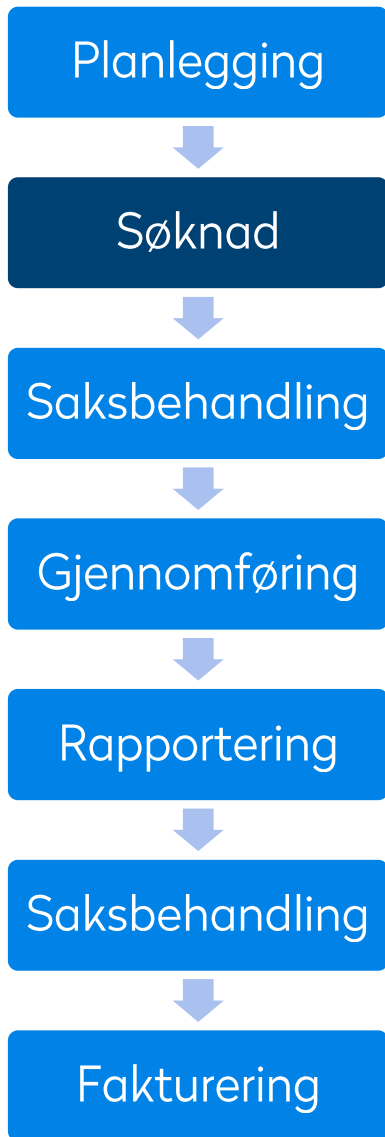 Planlegging
Søknad
Saksbehandling
Gjennomføring
Rapportering
Saksbehandling
Fakturering